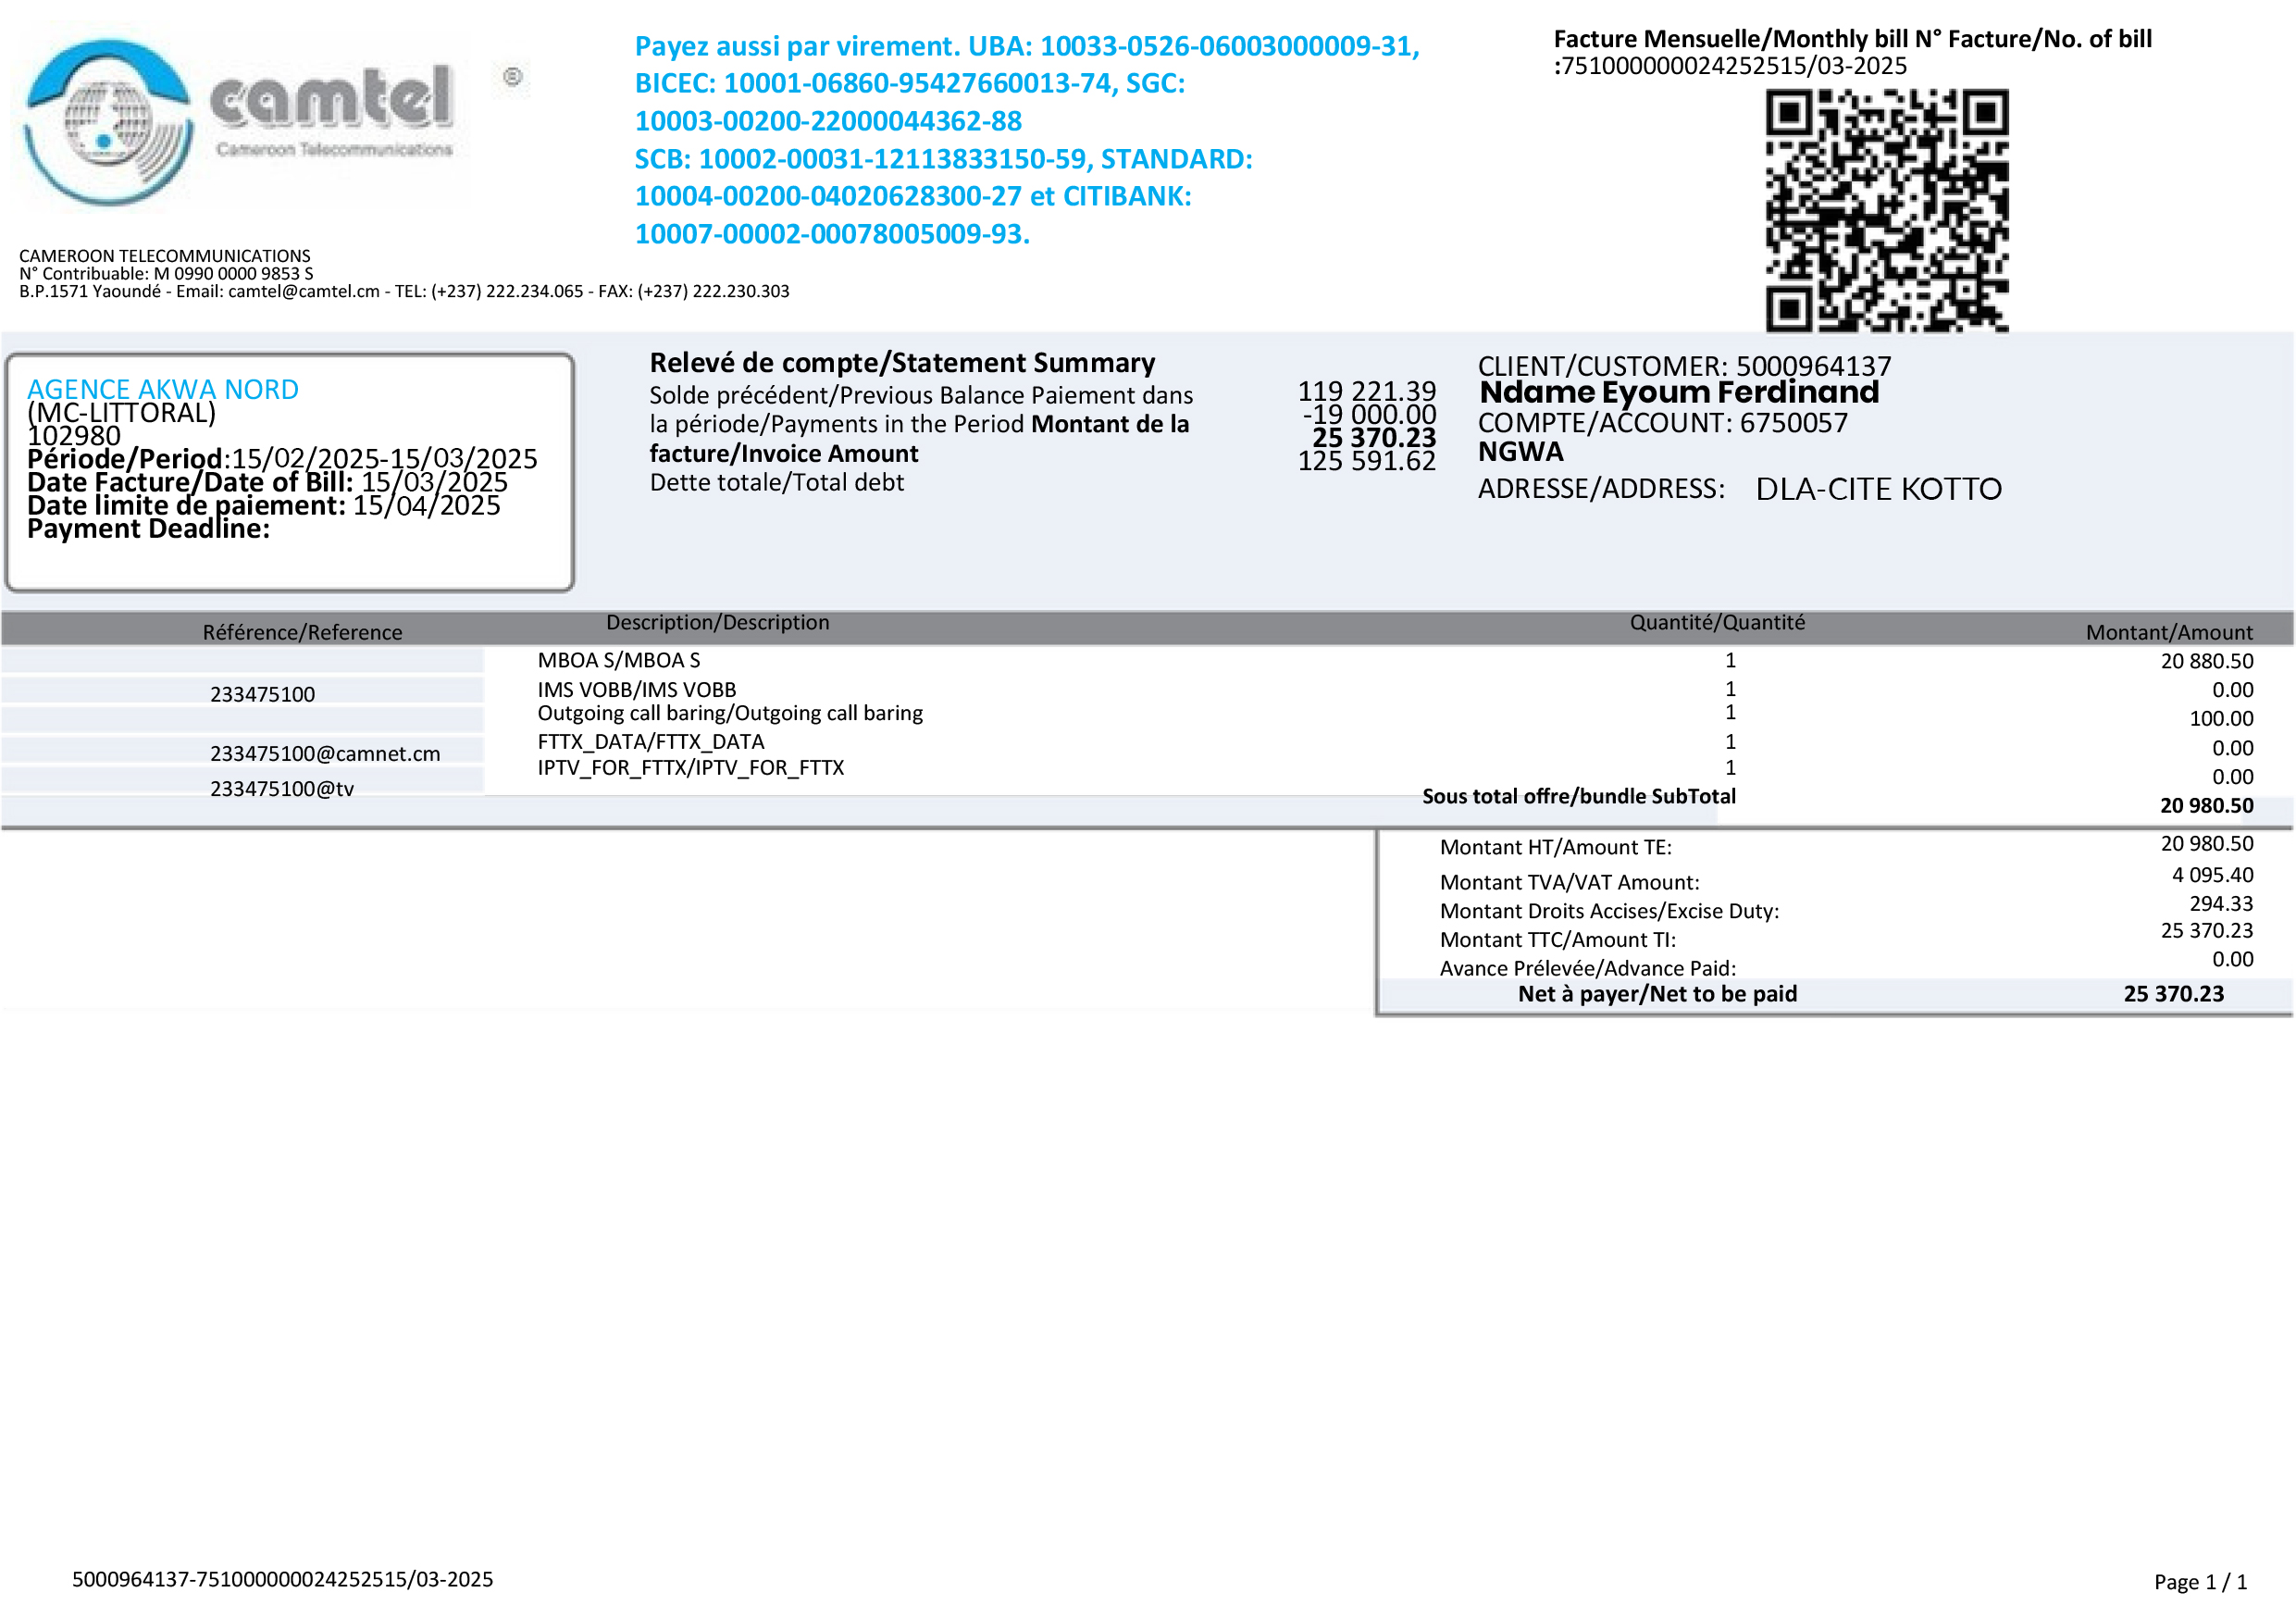 camtel
Cameroon Telecommunications
®
Payez aussi par virement. UBA: 10033-0526-06003000009-31,
BICEC: 10001-06860-95427660013-74, SGC:
10003-00200-22000044362-88
SCB: 10002-00031-12113833150-59, STANDARD:
10004-00200-04020628300-27 et CITIBANK:
10007-00002-00078005009-93.
Facture Mensuelle/Monthly bill N° Facture/No. of bill
:751000000024252515/03-2025
CAMEROON TELECOMMUNICATIONS
N° Contribuable: M 0990 0000 9853 S
B.P.1571 Yaoundé - Email: camtel@camtel.cm - TEL: (+237) 222.234.065 - FAX: (+237) 222.230.303
AGENCE AKWA NORD
(MC-LITTORAL)
102980
Période/Period:15/02/2025-15/03/2025
Date Facture/Date of Bill: 15/03/2025
Date limite de paiement: 15/04/2025
Payment Deadline:
Relevé de compte/Statement Summary
Solde précédent/Previous Balance Paiement dans
la période/Payments in the Period Montant de la
facture/Invoice Amount
Dette totale/Total debt
119 221.39
-19 000.00
25 370.23
125 591.62
CLIENT/CUSTOMER: 5000964137
Ndame Eyoum Ferdinand
COMPTE/ACCOUNT: 6750057
NGWA
ADRESSE/ADDRESS: DLA-CITE KOTTO
Référence/Reference Description/Description Quantité/Quantité Montant/Amount
MBOA S/MBOA S 1 20 880.50
233475100 IMS VOBB/IMS VOBB 1 0.00
Outgoing call baring/Outgoing call baring 1 100.00
233475100@camnet.cm FTTX_DATA/FTTX_DATA 1 0.00
233475100@tv IPTV_FOR_FTTX/IPTV_FOR_FTTX 1 0.00
Sous total offre/bundle SubTotal 20 980.50
Montant HT/Amount TE: 20 980.50
Montant TVA/VAT Amount: 4 095.40
Montant Droits Accises/Excise Duty: 294.33
Montant TTC/Amount TI: 25 370.23
Avance Prélevée/Advance Paid: 0.00
Net à payer/Net to be paid 25 370.23
5000964137-751000000024252515/03-2025
Page 1 / 1